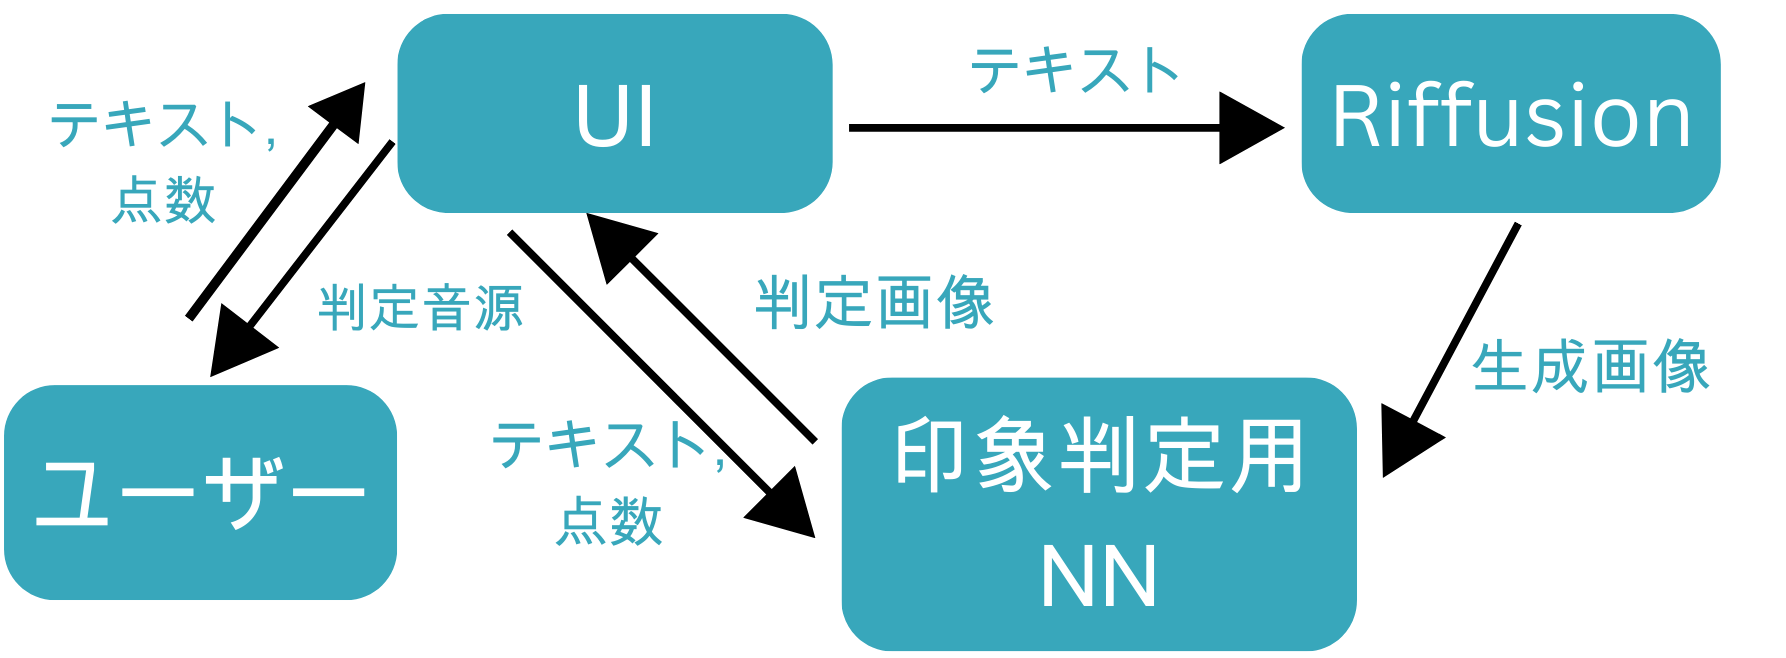 UI
テキスト
Riffusion
テキスト,
点数
判定音源
判定画像
生成画像
ユーザー
テキスト,
点数
印象判定用
NN